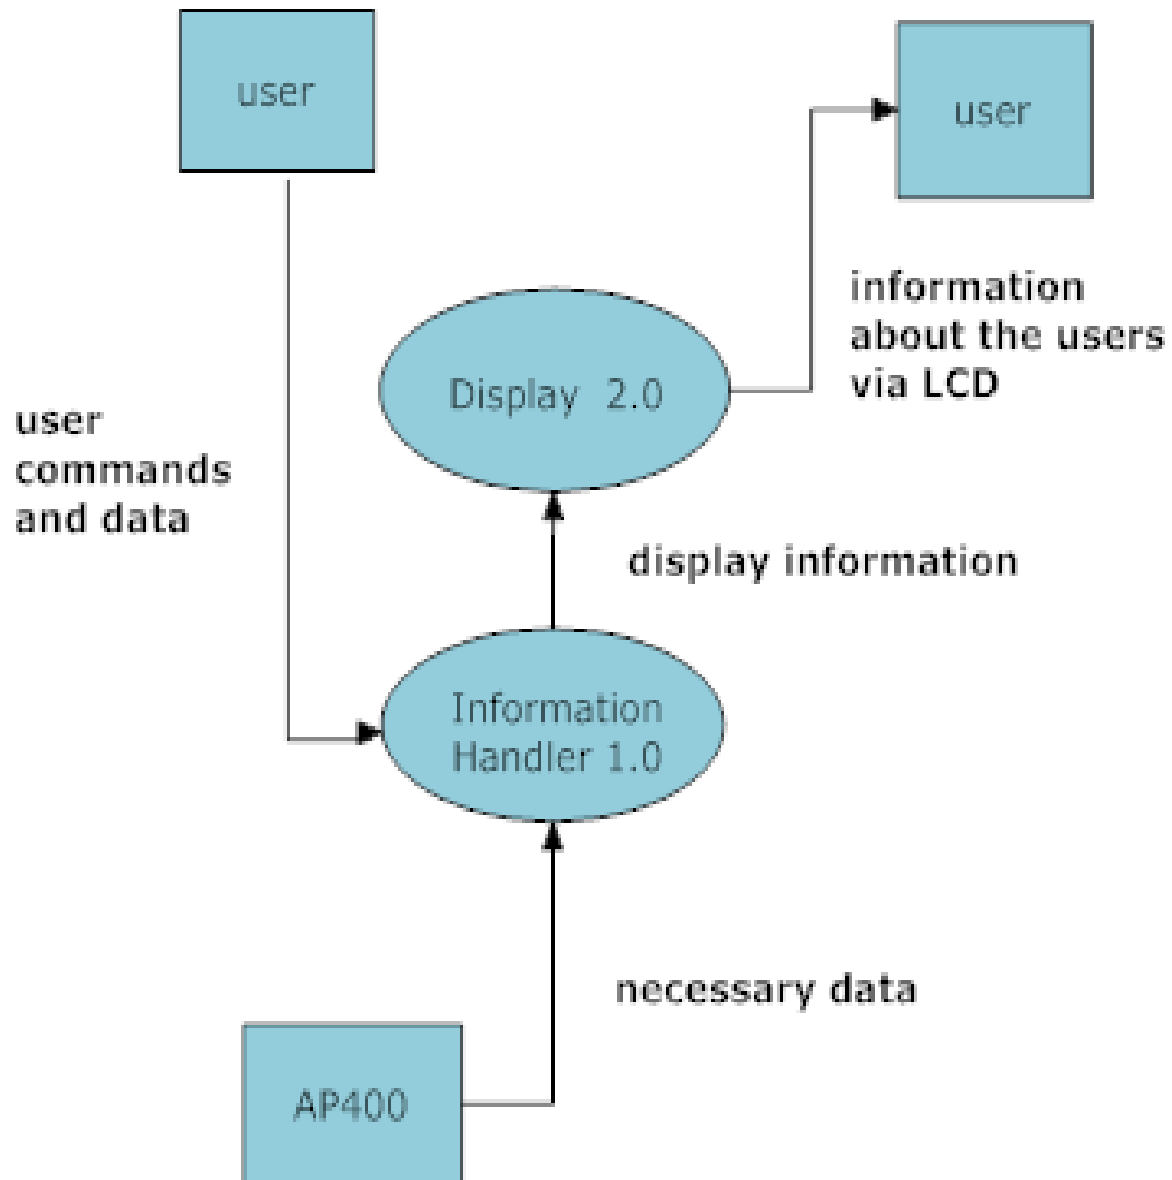 user
user
information
about the users
via LCD
Display 2.0
user
commands
and data
display information
Information
Handler 1.0
necessary data
AP400